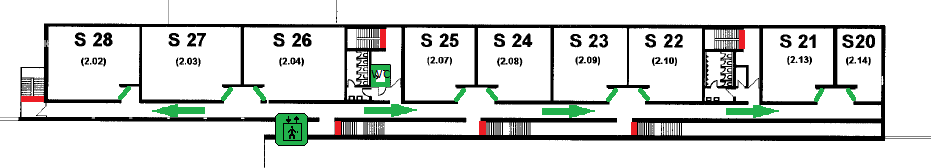 S 28
(2.02)
S 27
(2.03)
S 26
(2.04)
WC
S 25
(2.07)
S 24
(2.08)
S 23
(2.09)
S 22
(2.10)
S 21
(2.13)
S20
(2.14)